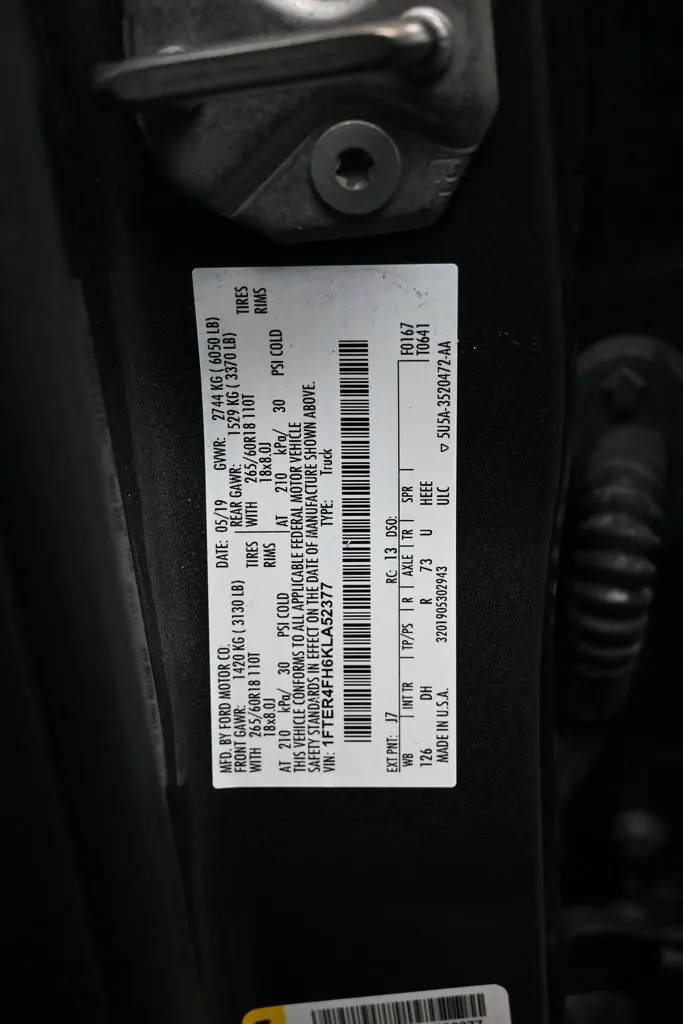 MFD. BY FORD MOTOR CO. DATE: 05/19 GVWR: 2744 KG ( 6050 LB)
FRONT GAWR: 1420 KG ( 3130 LB) REAR GAWR: 1529 KG ( 3370 LB)
WITH 265/60R18 110T TIRES WITH 265/60R18 110T TIRES
18x8.0J RIMS 18x8.0J RIMS
AT 210 kPa/ 30 PSI COLD AT 210 kPa/ 30 PSI COLD
THIS VEHICLE CONFORMS TO ALL APPLICABLE FEDERAL MOTOR VEHICLE
SAFETY STANDARDS IN EFFECT ON THE DATE OF MANUFACTURE SHOWN ABOVE.
VIN: 1FTER4FH6KLA52377 TYPE: Truck
EXT PNT: J7 RC: 13 DSO: F0167
WB INT TR TP/PS R AXLE TR SPR T0641
126 DH R 73 U HEEE
MADE IN U.S.A. 3201905302943 ULC ▽ 5U5A-3520472-AA